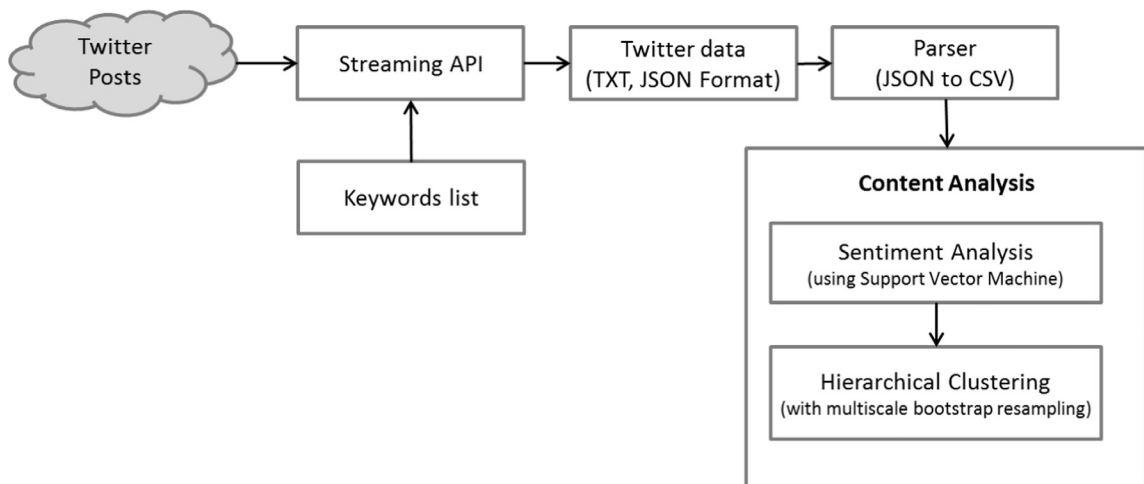 Twitter
Posts
Streaming API
Twitter data
(TXT, JSON Format)
Parser
(JSON to CSV)
Keywords list
Content Analysis
Sentiment Analysis
(using Support Vector Machine)
Hierarchical Clustering
(with multiscale bootstrap resampling)